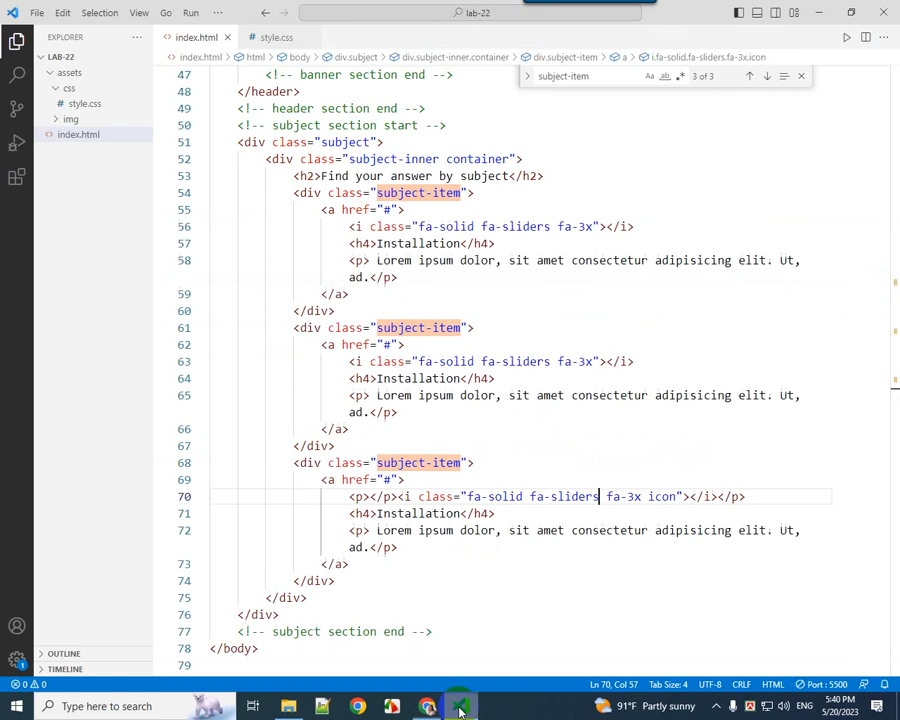 File Edit Selection View Go Run ··· lab-22
EXPLORER ··· index.html style.css
LAB-22
assets
css
style.css
img
index.html
index.html > html > body > div.subject > div.subject-inner.container > div.subject-item > a > i.fa-solid.fa-sliders.fa-3x.icon
subject-item Aa ab .* 3 of 3
47 <!-- banner section end -->
48 </header>
49 <!-- header section end -->
50 <!-- subject section start -->
51 <div class="subject">
52 <div class="subject-inner container">
53 <h2>Find your answer by subject</h2>
54 <div class="subject-item">
55 <a href="#">
56 <i class="fa-solid fa-sliders fa-3x"></i>
57 <h4>Installation</h4>
58 <p> Lorem ipsum dolor, sit amet consectetur adipisicing elit. Ut,
ad.</p>
59 </a>
60 </div>
61 <div class="subject-item">
62 <a href="#">
63 <i class="fa-solid fa-sliders fa-3x"></i>
64 <h4>Installation</h4>
65 <p> Lorem ipsum dolor, sit amet consectetur adipisicing elit. Ut,
ad.</p>
66 </a>
67 </div>
68 <div class="subject-item">
69 <a href="#">
70 <p></p><i class="fa-solid fa-sliders fa-3x icon"></i></p>
71 <h4>Installation</h4>
72 <p> Lorem ipsum dolor, sit amet consectetur adipisicing elit. Ut,
ad.</p>
73 </a>
74 </div>
75 </div>
76 </div>
77 <!-- subject section end -->
78 </body>
79
OUTLINE
TIMELINE
0 0 Ln 70, Col 57 Tab Size: 4 UTF-8 CRLF HTML Port : 5500
Type here to search 91°F Partly sunny ENG 5:40 PM
5/20/2023